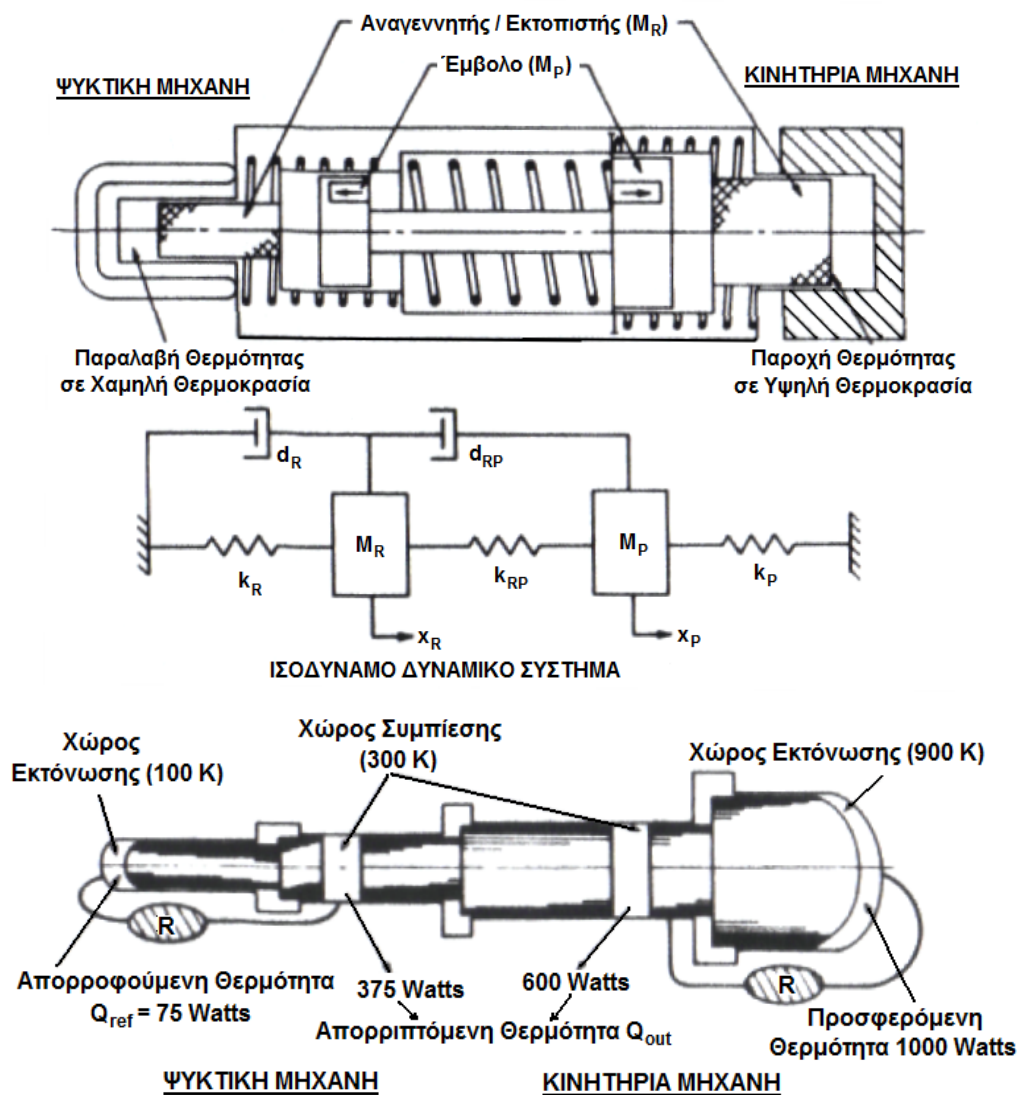 Αναγεννητής / Εκτοπιστής (M_R)
Έμβολο (M_P)
ΨΥΚΤΙΚΗ ΜΗΧΑΝΗ
ΚΙΝΗΤΗΡΙΑ ΜΗΧΑΝΗ
Παραλαβή Θερμότητας
σε Χαμηλή Θερμοκρασία
Παροχή Θερμότητας
σε Υψηλή Θερμοκρασία
d_R
d_RP
M_R
M_P
k_R
k_RP
k_P
x_R
x_P
ΙΣΟΔΥΝΑΜΟ ΔΥΝΑΜΙΚΟ ΣΥΣΤΗΜΑ
Χώρος
Εκτόνωσης (100 K)
Χώρος Συμπίεσης
(300 K)
Χώρος Εκτόνωσης (900 K)
R
R
Απορροφούμενη Θερμότητα
Q_ref = 75 Watts
375 Watts
600 Watts
Απορριπτόμενη Θερμότητα Q_out
Προσφερόμενη
Θερμότητα 1000 Watts
ΨΥΚΤΙΚΗ ΜΗΧΑΝΗ
ΚΙΝΗΤΗΡΙΑ ΜΗΧΑΝΗ